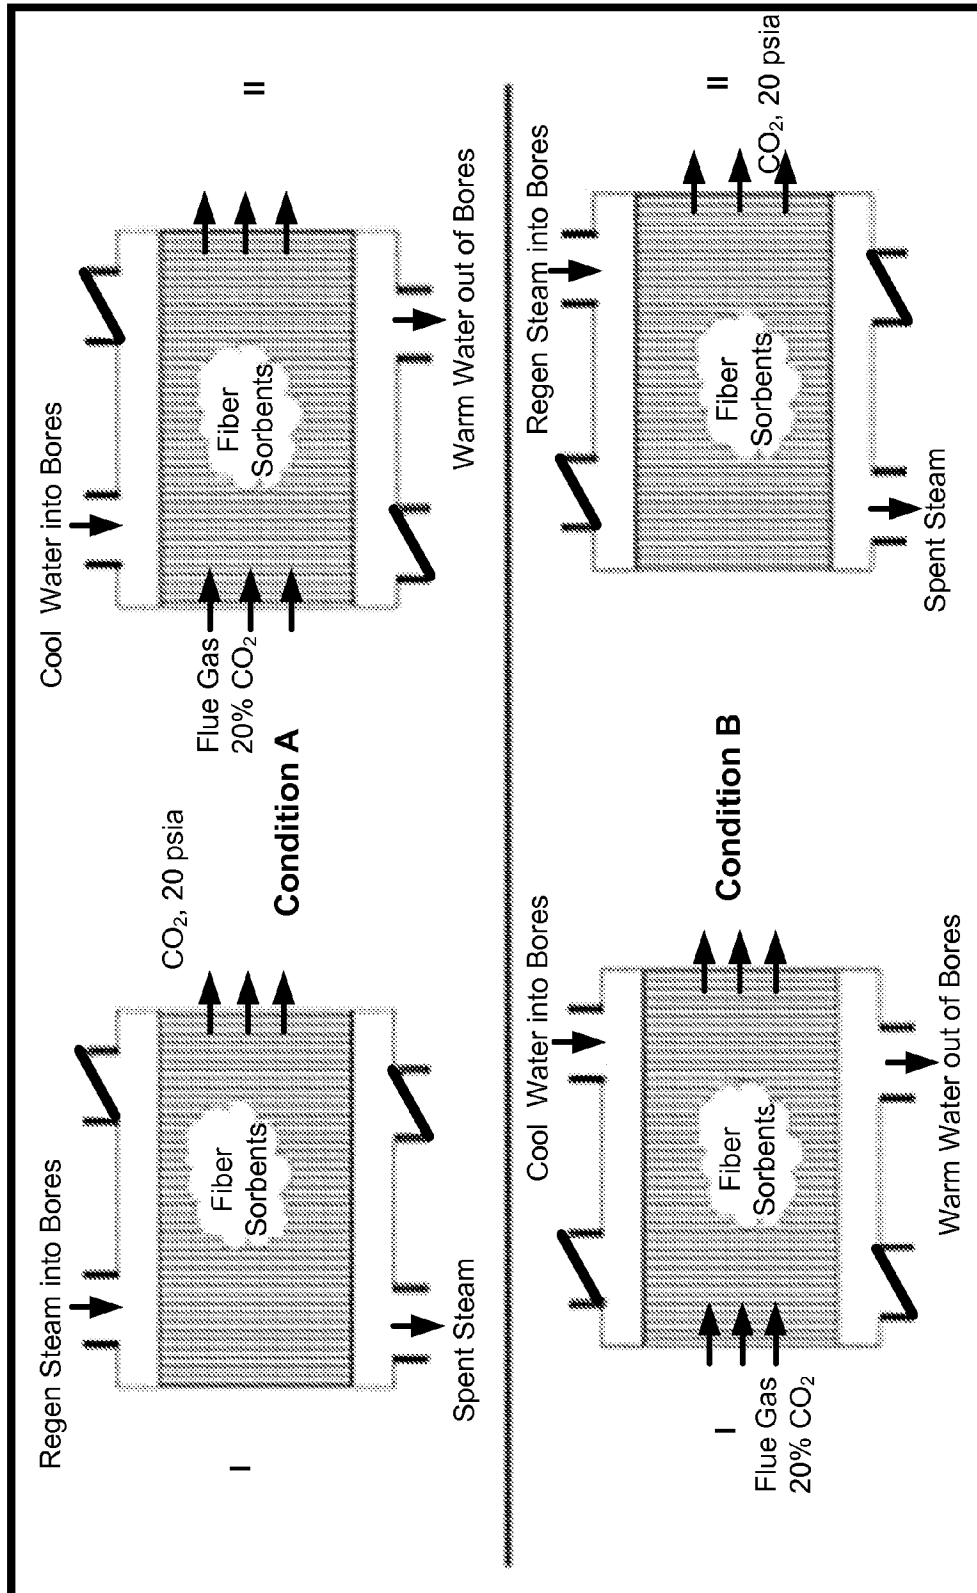 Regen Steam into Bores
I
Fiber
Sorbents
CO₂, 20 psia
Spent Steam
Condition A
Cool Water into Bores
Flue Gas
20% CO₂
Fiber
Sorbents
II
Warm Water out of Bores
Cool Water into Bores
I
Flue Gas
20% CO₂
Fiber
Sorbents
Warm Water out of Bores
Condition B
Regen Steam into Bores
Fiber
Sorbents
II
CO₂, 20 psia
Spent Steam